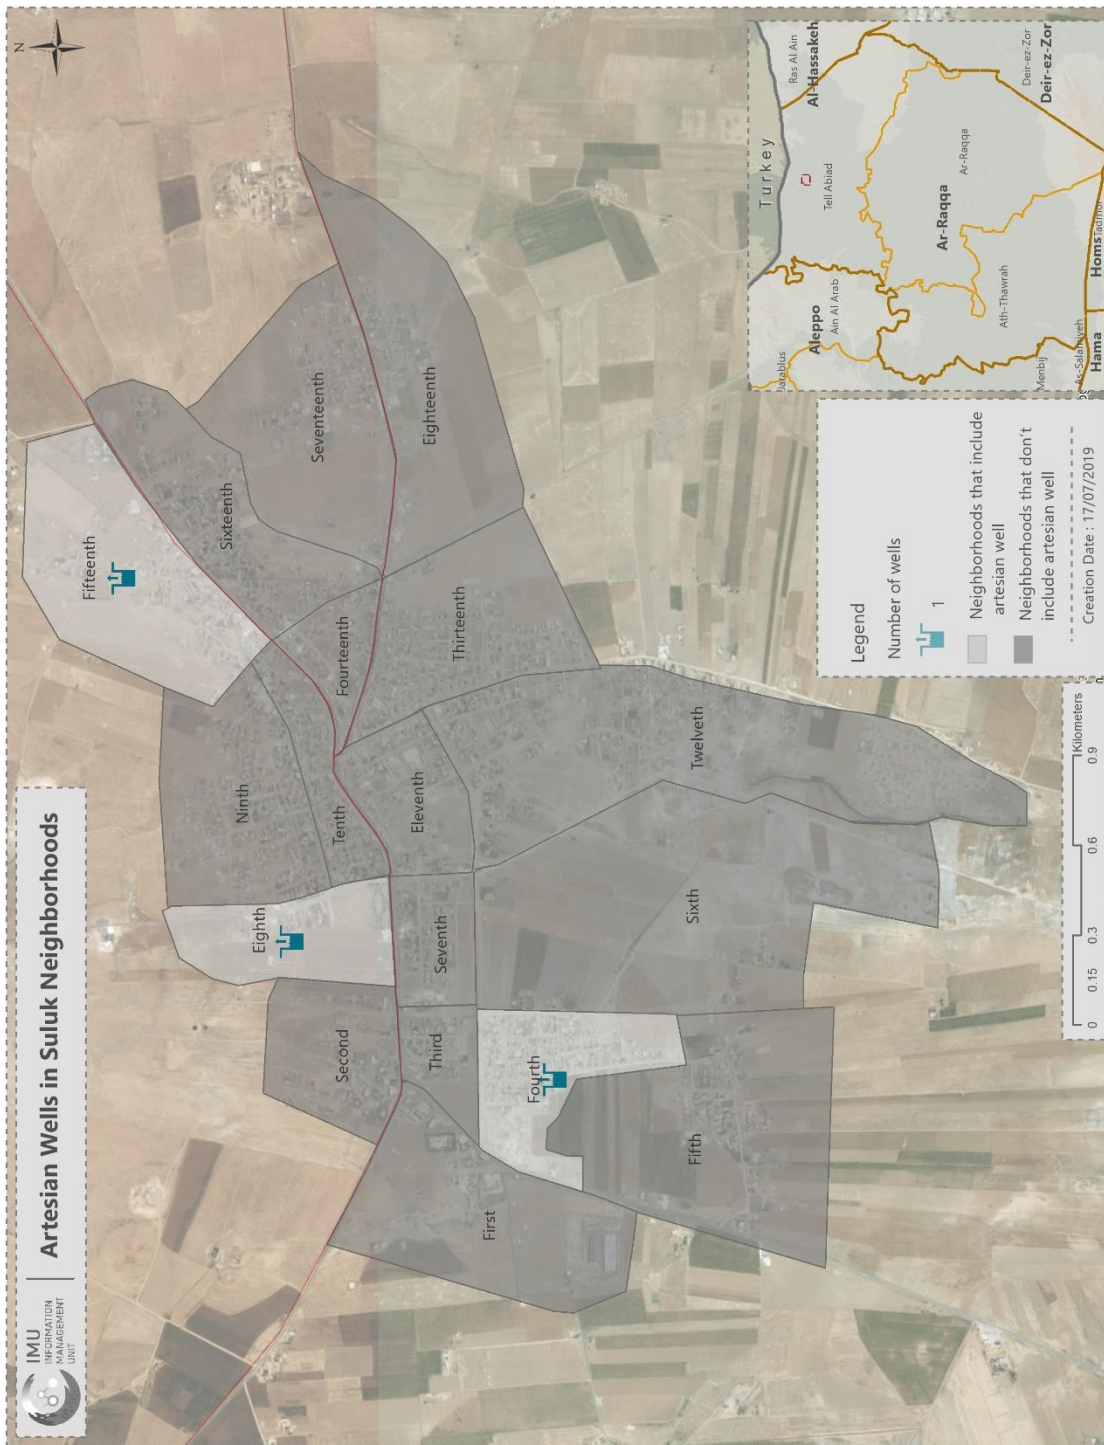 IMU
INFORMATION
MANAGEMENT
UNIT
Artesian Wells in Suluk Neighborhoods
N
Fifteenth
Sixteenth
Seventeenth
Eighteenth
Ninth
Fourteenth
Thirteenth
Tenth
Eleventh
Twelveth
Eighth
Seventh
Sixth
Second
Third
Fourth
Fifth
First
Turkey
Ras Al Ain
Al-Hassakeh
Tell Abiad
Jarablus
Aleppo
Ain Al Arab
Ar-Raqqa
Ar-Raqqa
Deir-ez-Zor
Deir-ez-Zor
Ath-Thawrah
Menbij
As-Salamiyeh
Hama
Homs
Tadmor
Legend
Number of wells
1
Neighborhoods that include
artesian well
Neighborhoods that don't
include artesian well
Creation Date : 17/07/2019
0 0.15 0.3 0.6 0.9
Kilometers